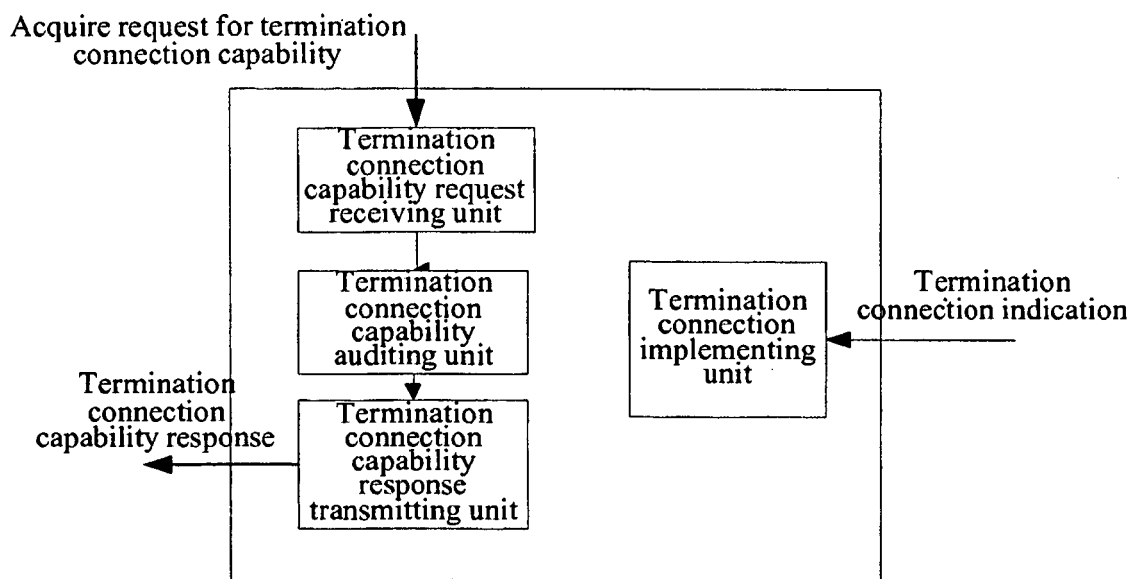 Acquire request for termination
connection capability
Termination
connection
capability request
receiving unit
Termination
connection
capability
auditing unit
Termination
connection
implementing
unit
Termination
connection indication
Termination
connection
capability response
Termination
connection
capability
response
transmitting unit